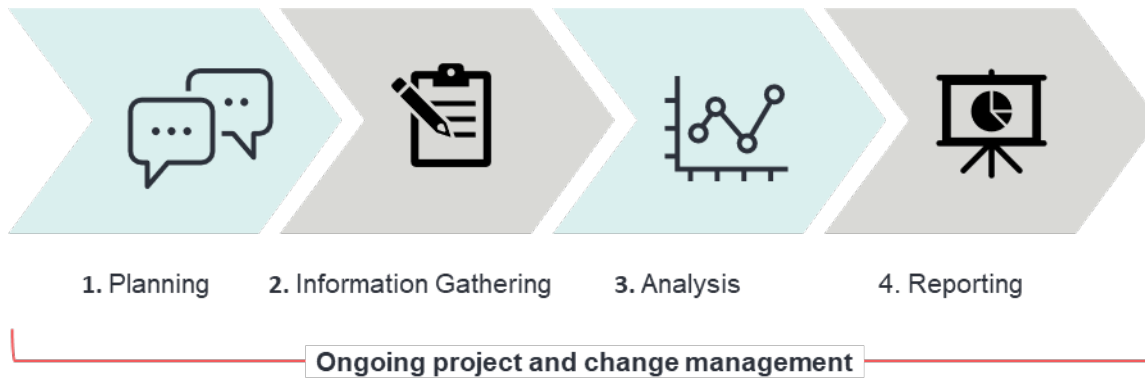 1. Planning
2. Information Gathering
3. Analysis
4. Reporting
Ongoing project and change management